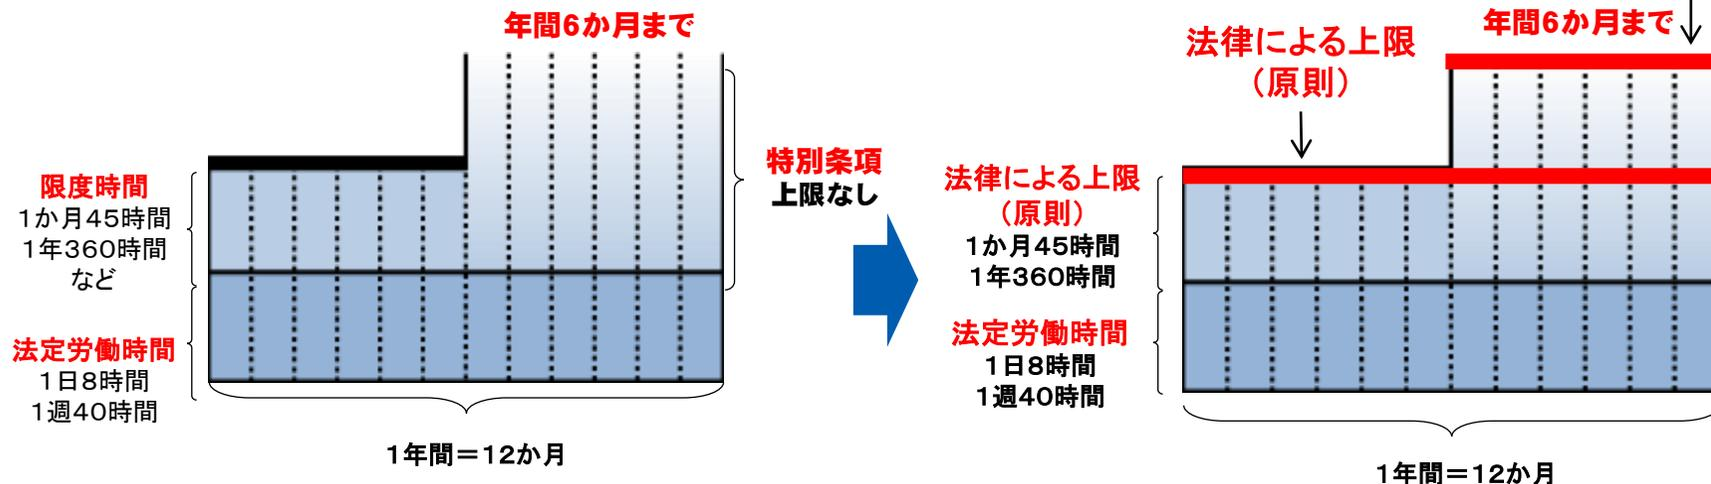 年間6か月まで
限度時間
1か月45時間
1年360時間
など
法定労働時間
1日8時間
1週40時間
特別条項
上限なし
1年間＝12か月
年間6か月まで
法律による上限
（原則）
法律による上限
（原則）
1か月45時間
1年360時間
法定労働時間
1日8時間
1週40時間
1年間＝12か月